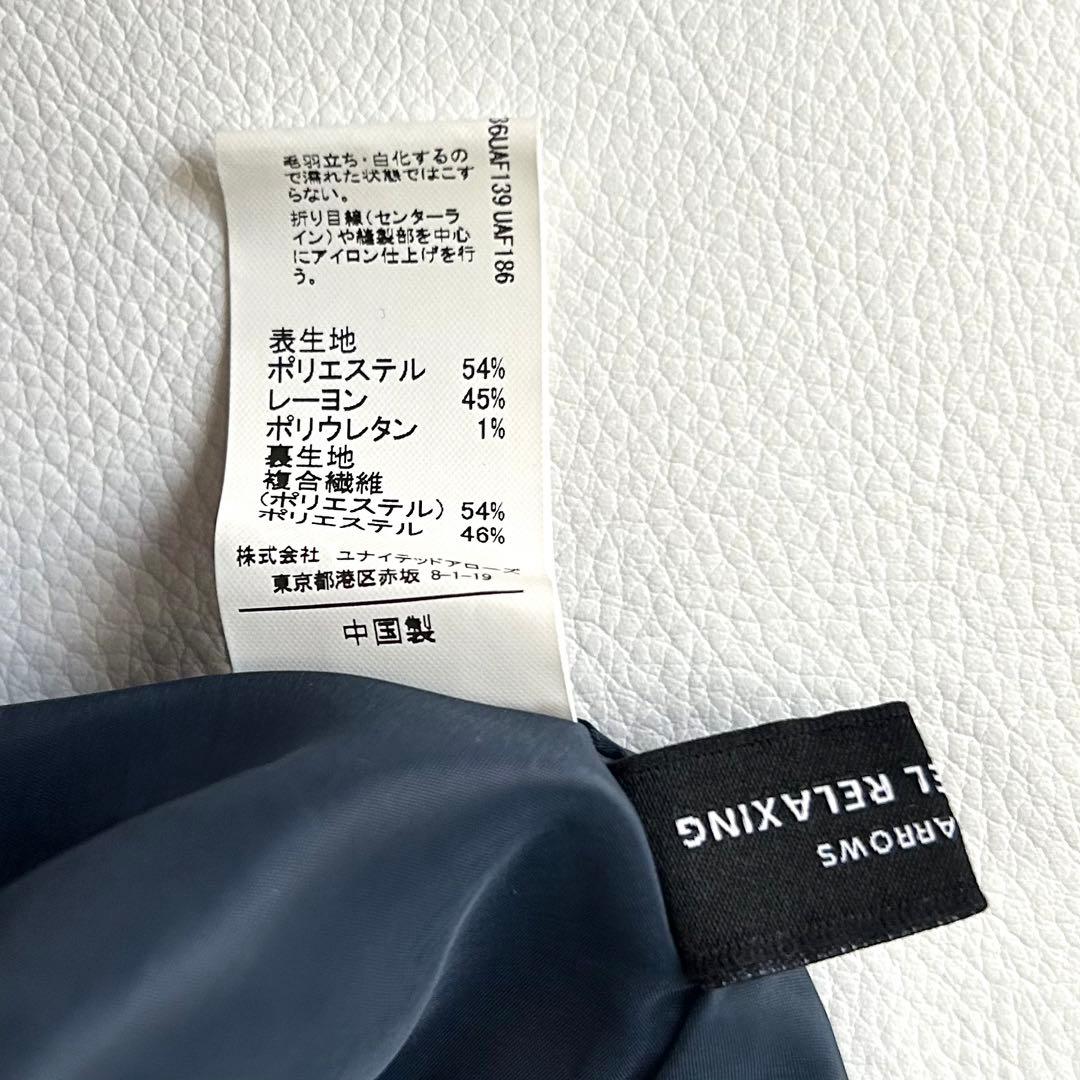 毛羽立ち・白化するの
で濡れた状態ではこす
らない。
折り目線(センターラ
イン)や縫製部を中心
にアイロン仕上げを行
う。
36UAF139 UAF186
表生地
ポリエステル 54%
レーヨン 45%
ポリウレタン 1%
裏生地
複合繊維
(ポリエステル) 54%
ポリエステル 46%
株式会社 ユナイテッドアローズ
東京都港区赤坂 8-1-19
中国製
ARROWS
EL RELAXING